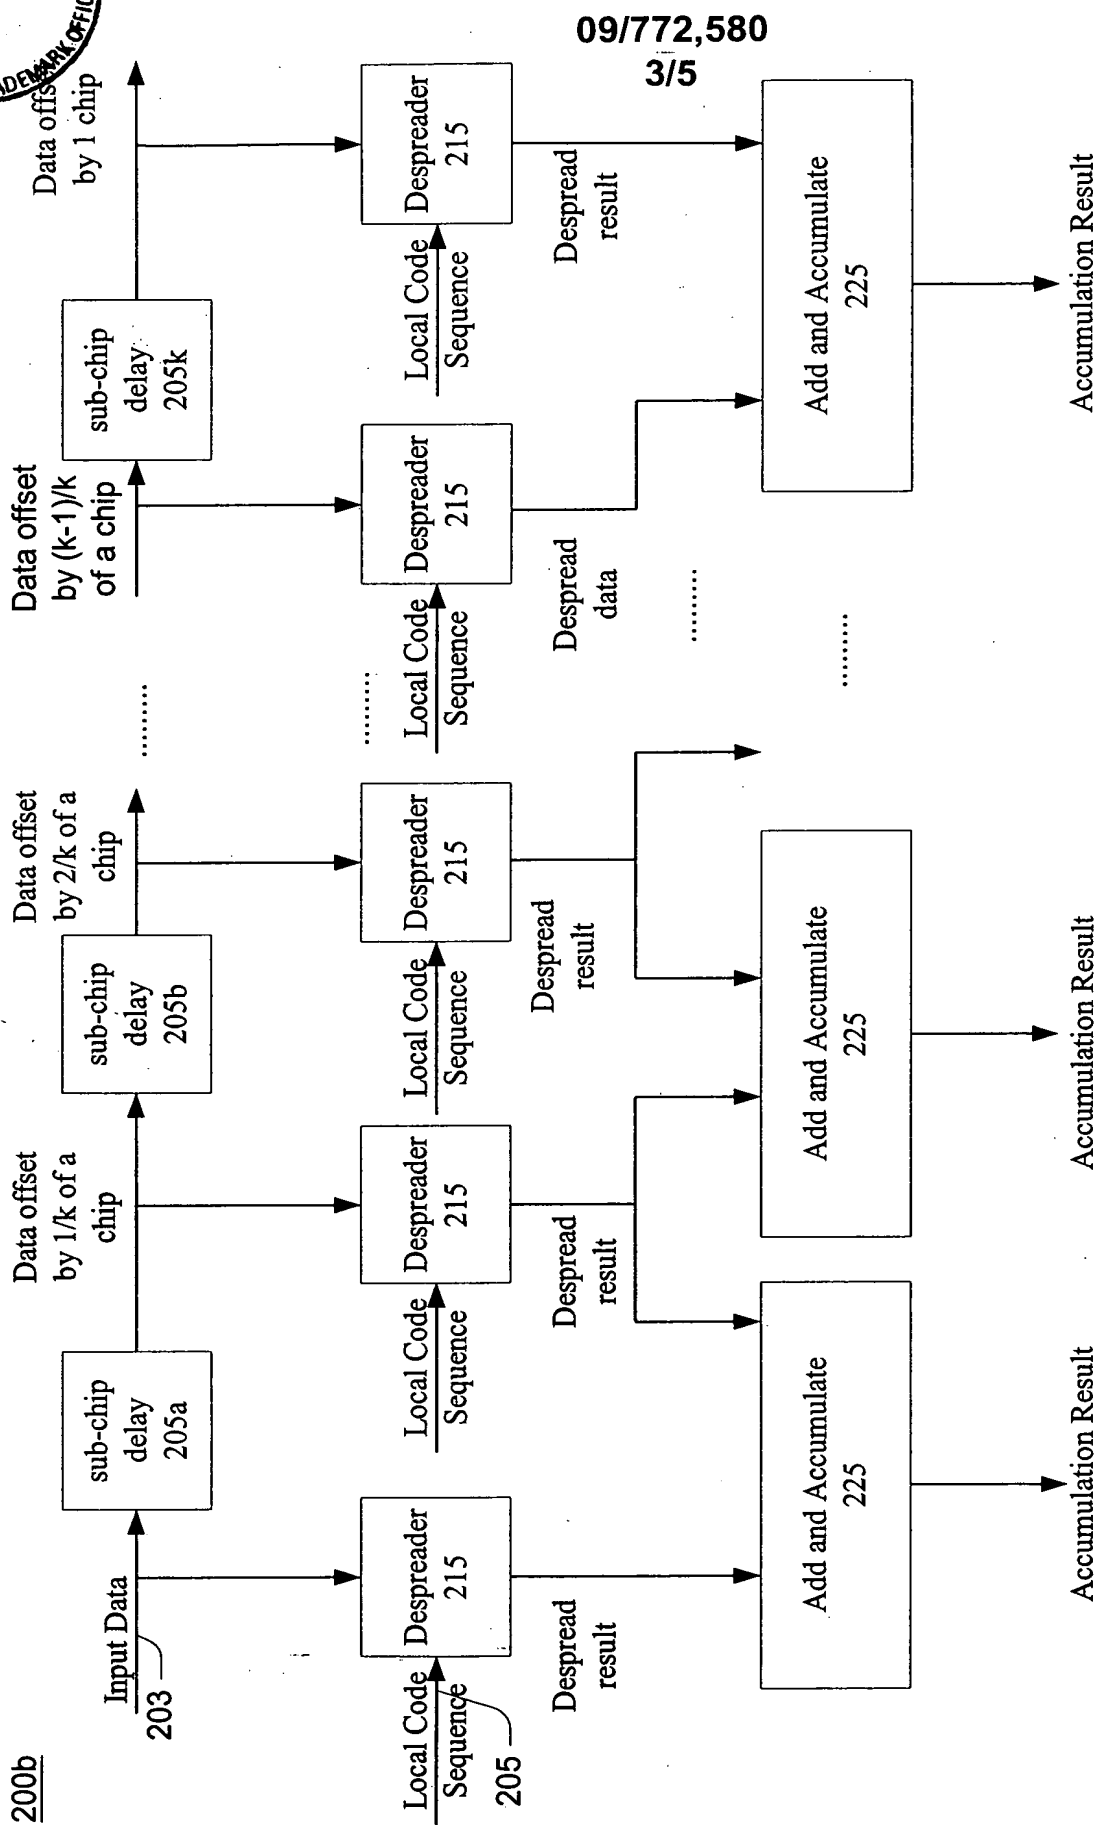 09/772,580
3/5
200b
Input Data
203
sub-chip
delay
205a
Data offset
by 1/k of a
chip
sub-chip
delay
205b
Data offset
by 2/k of a
chip
.........
Data offset
by (k-1)/k
of a chip
sub-chip
delay
205k
Data offset
by 1 chip
Local Code
Sequence
205
Despreader
215
Local Code
Sequence
Despreader
215
Local Code
Sequence
Despreader
215
.........
Local Code
Sequence
Despreader
215
Local Code
Sequence
Despreader
215
Despread
result
Despread
result
Despread
result
Despread
data
Despread
result
.........
Add and Accumulate
225
Add and Accumulate
225
.........
Add and Accumulate
225
Accumulation Result
Accumulation Result
Accumulation Result